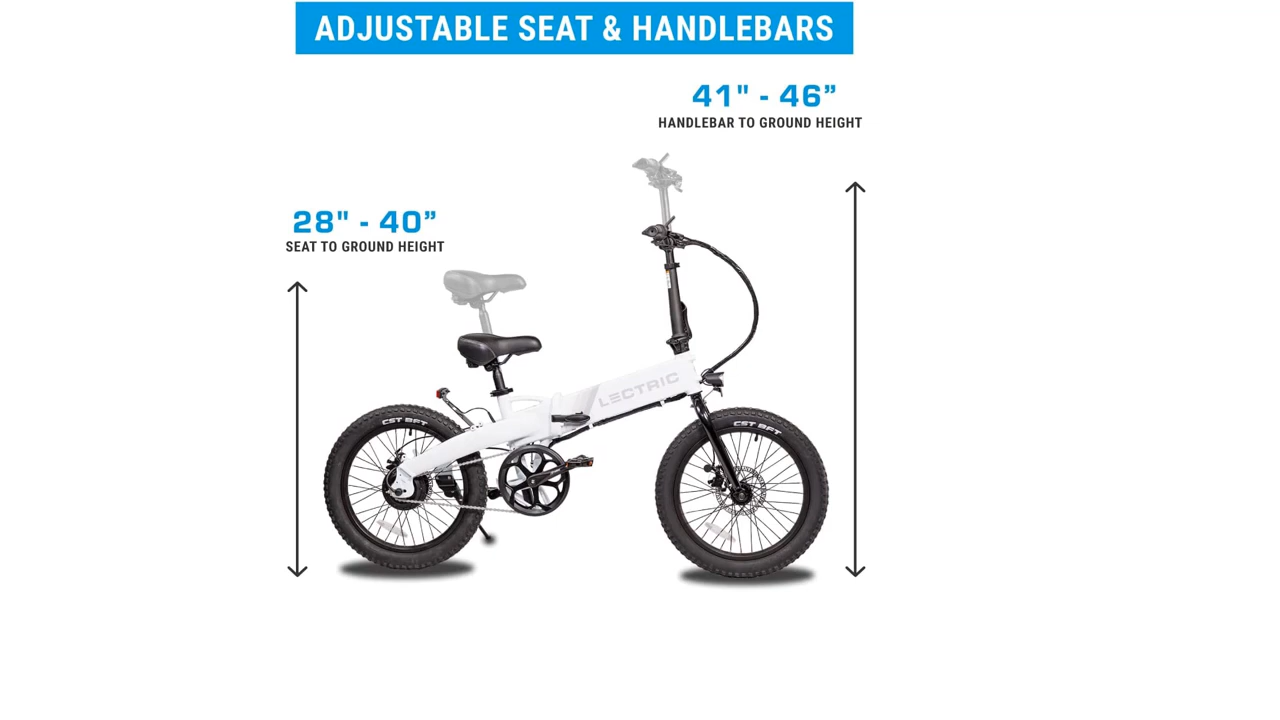 ADJUSTABLE SEAT & HANDLEBARS
41" - 46”
HANDLEBAR TO GROUND HEIGHT
28" - 40”
SEAT TO GROUND HEIGHT
LECTRIC
CST BFT
CST BFT